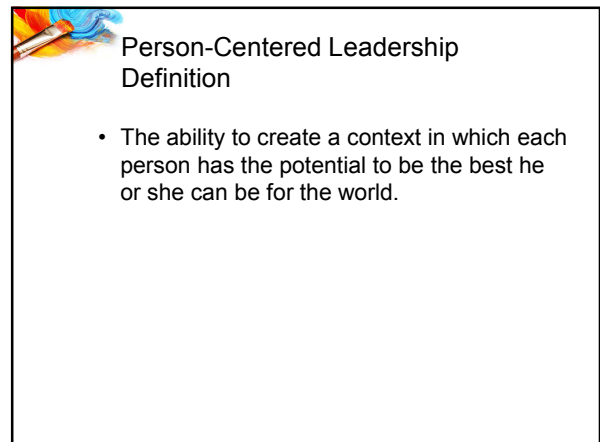 Person-Centered Leadership
Definition
• The ability to create a context in which each
person has the potential to be the best he
or she can be for the world.